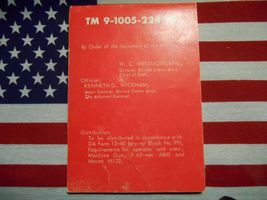 TM 9-1005-224
By Order of the Secretary of the
W. C. WESTMORELAND,
General, United States Army,
Chief of Staff.
Official:
KENNETH G. WICKHAM,
Major General, United States Army,
The Adjutant General.
Distribution:
To be distributed in accordance with
DA Form 12-40 (qty rqr Block No
Requirements for operator and crew,
Machine Gun, 7.62-mm M60 and
Mount M122.